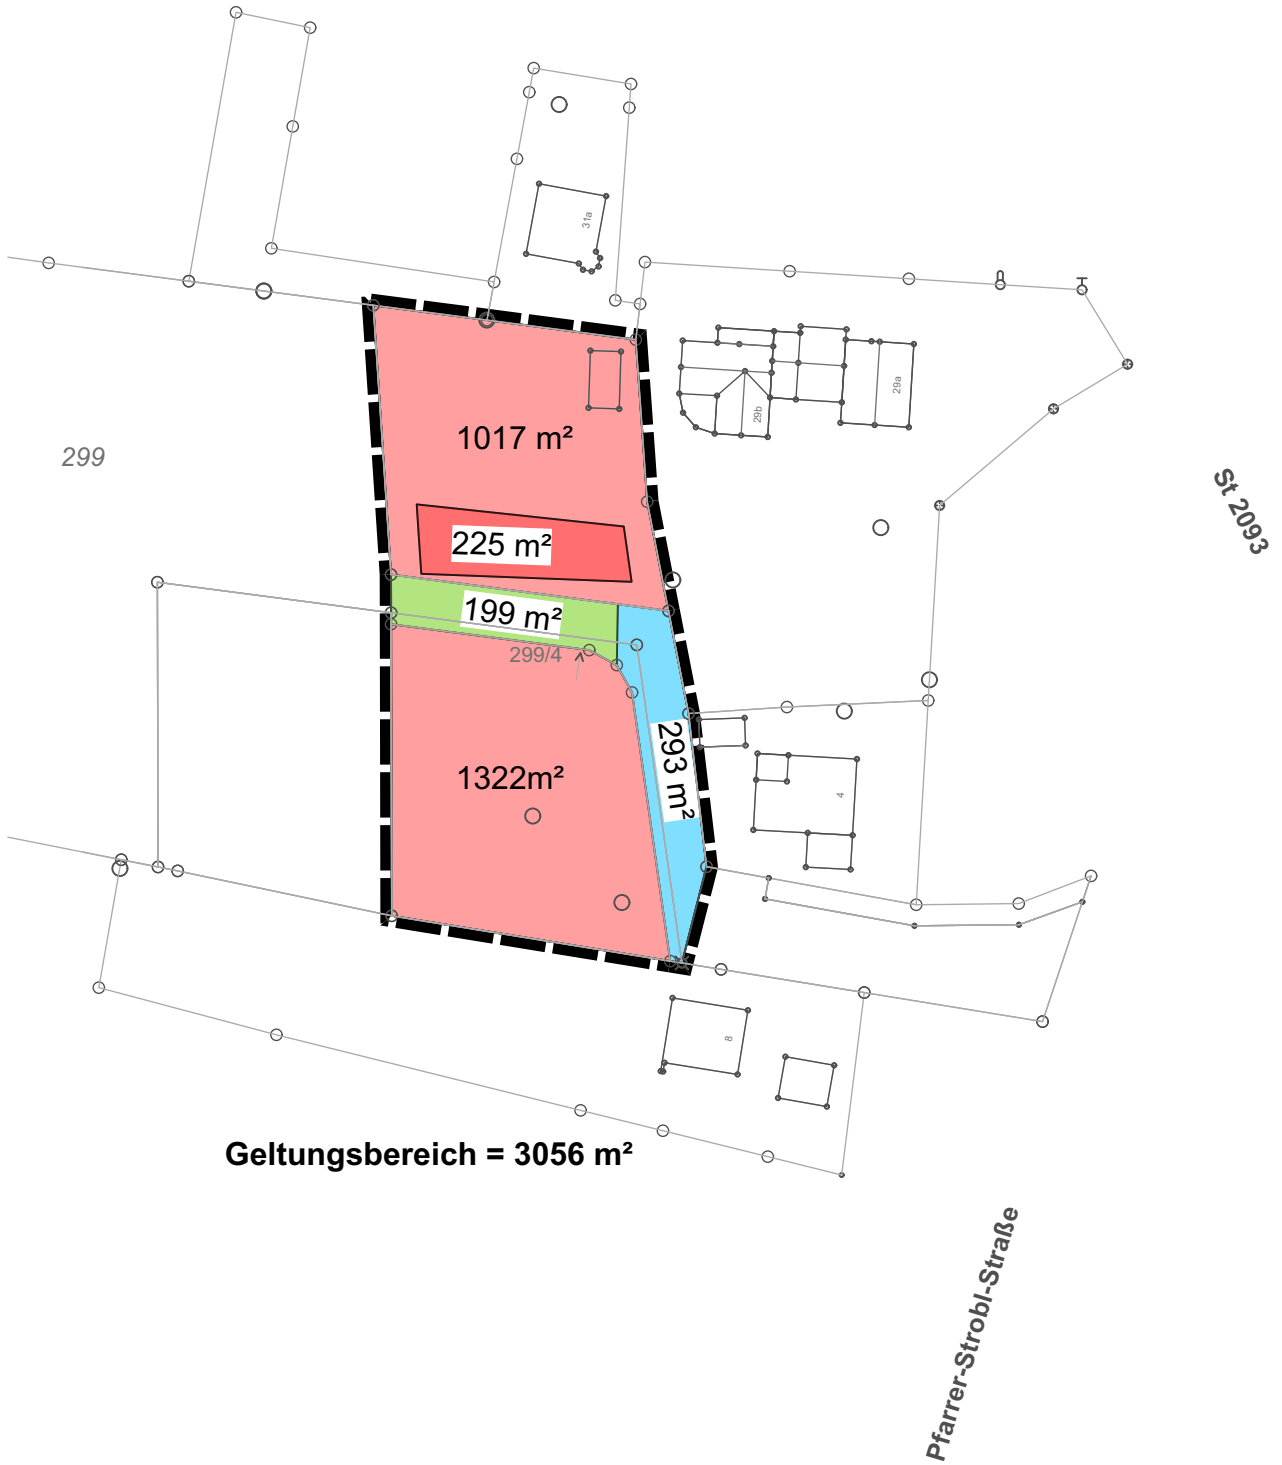 31a
29a
29b
1017 m²
299
St 2093
225 m²
199 m²
299/4
293 m²
1322m²
4
8
Geltungsbereich = 3056 m²
Pfarrer-Strobl-Straße